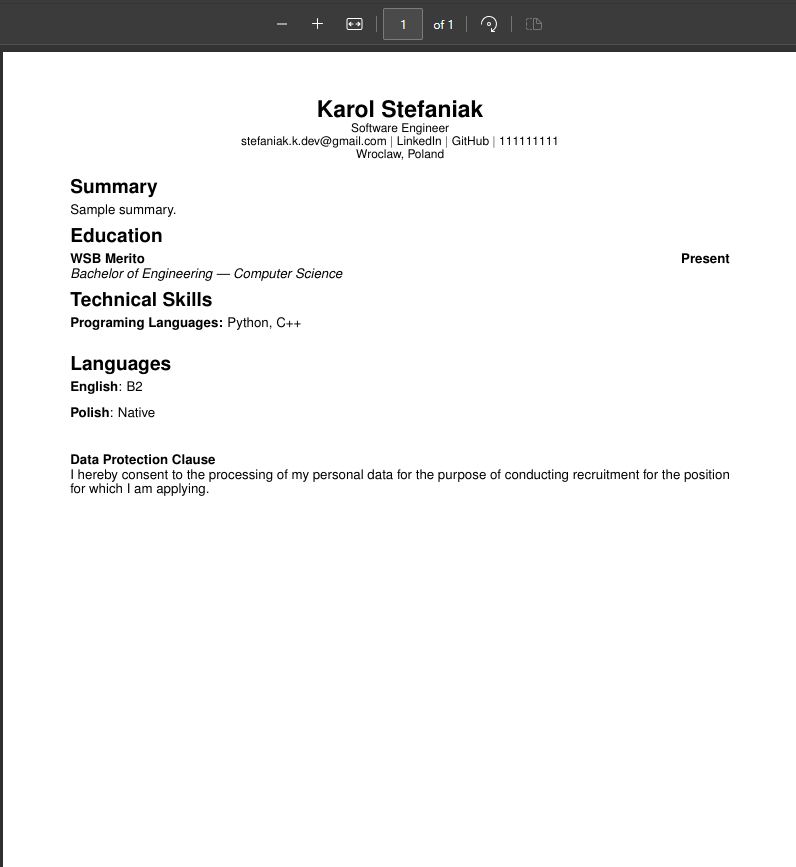 1 of 1
Karol Stefaniak
Software Engineer
stefaniak.k.dev@gmail.com | LinkedIn | GitHub | 111111111
Wroclaw, Poland
Summary
Sample summary.
Education
WSB Merito Present
Bachelor of Engineering — Computer Science
Technical Skills
Programing Languages: Python, C++
Languages
English: B2
Polish: Native
Data Protection Clause
I hereby consent to the processing of my personal data for the purpose of conducting recruitment for the position
for which I am applying.